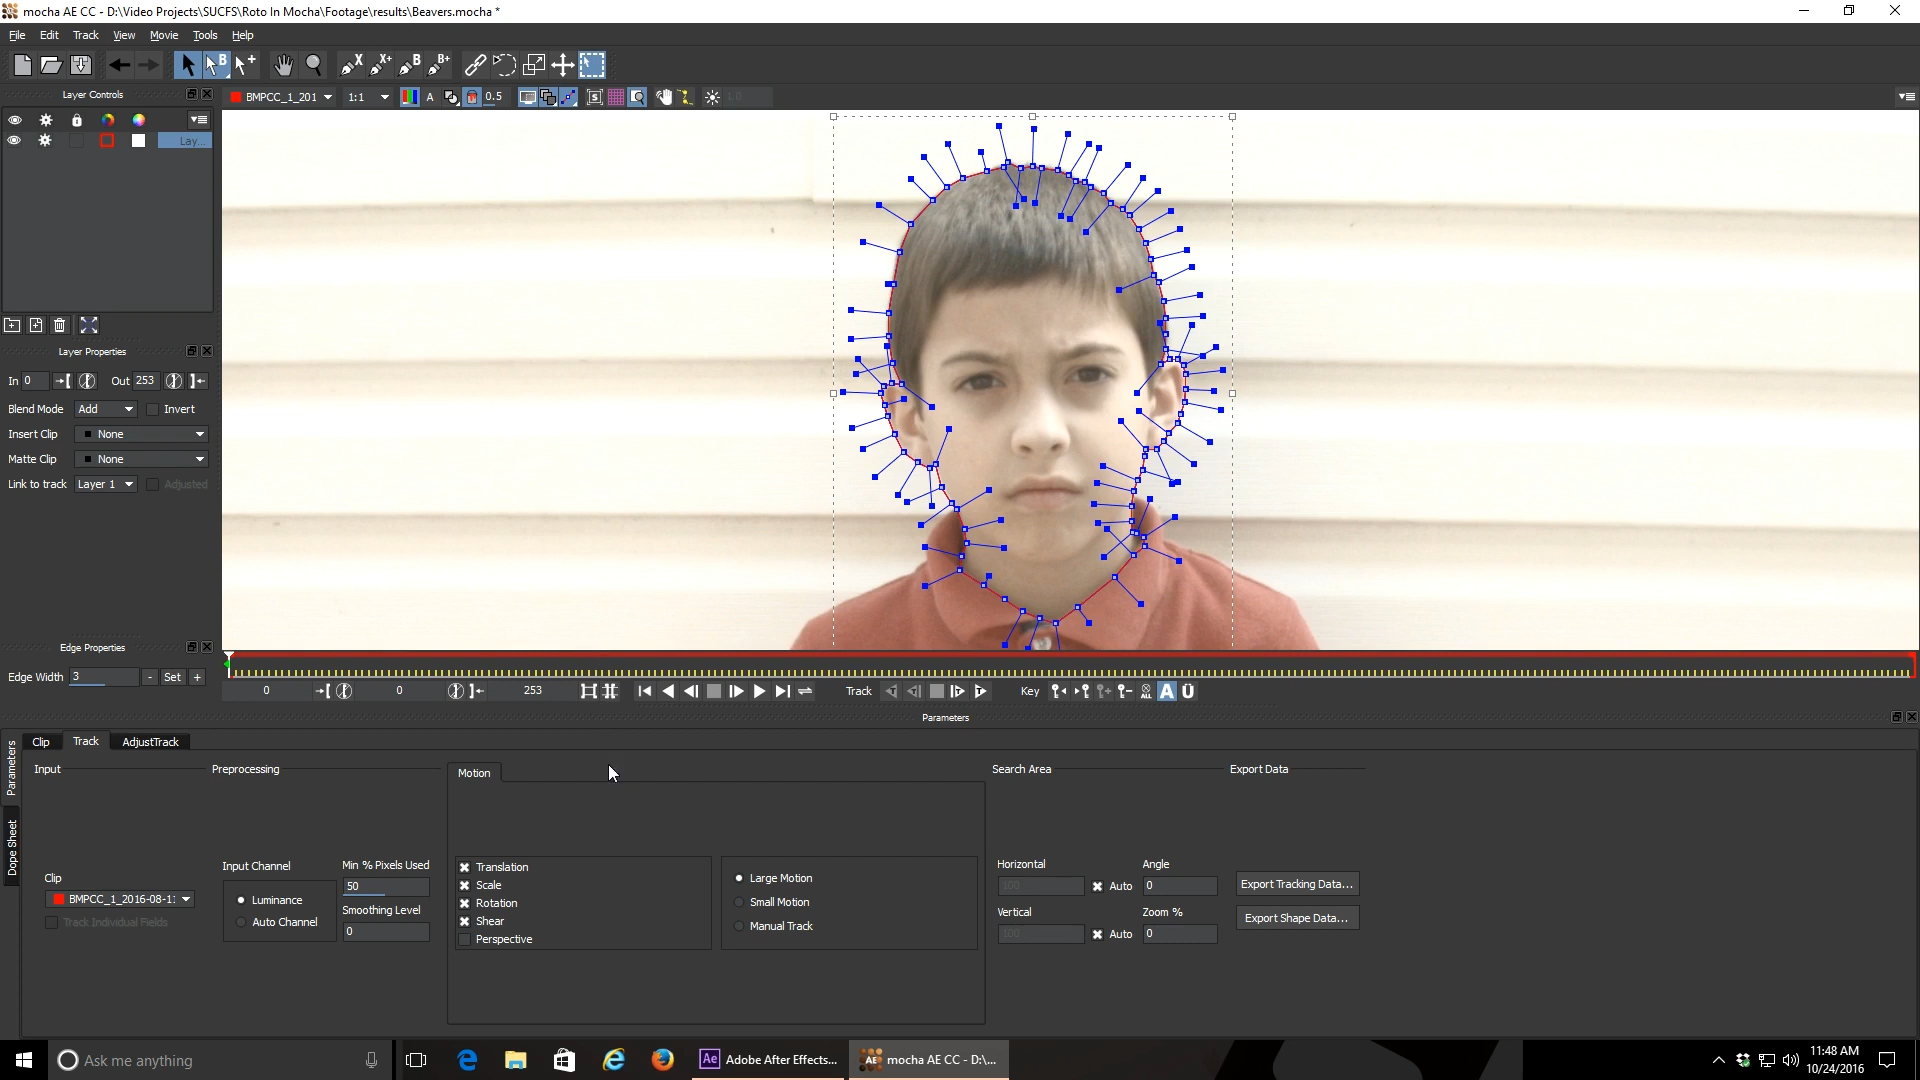 mocha AE CC - D:\Video Projects\SUCFS\Roto In Mocha\Footage\results\Beavers.mocha *
File Edit Track View Movie Tools Help
X X+ B B+
Layer Controls
BMPCC_1_201 1:1 A 0.5 1.0
Lay...
Layer Properties
In 0 Out 253
Blend Mode Add Invert
Insert Clip None
Matte Clip None
Link to track Layer 1 Adjusted
Edge Properties
Edge Width 3 - Set +
0 0 253 Track Key ALL A Ü
Parameters
Clip Track AdjustTrack
Parameters
Dope Sheet
Input Preprocessing Motion Search Area Export Data
Clip
BMPCC_1_2016-08-1
Track Individual Fields
Input Channel
Luminance
Auto Channel
Min % Pixels Used
50
Smoothing Level
0
Translation
Scale
Rotation
Shear
Perspective
Large Motion
Small Motion
Manual Track
Horizontal Angle
100 Auto 0
Vertical Zoom %
100 Auto 0
Export Tracking Data...
Export Shape Data...
Ask me anything
Ae Adobe After Effects...
AE mocha AE CC - D:\...
11:48 AM
10/24/2016